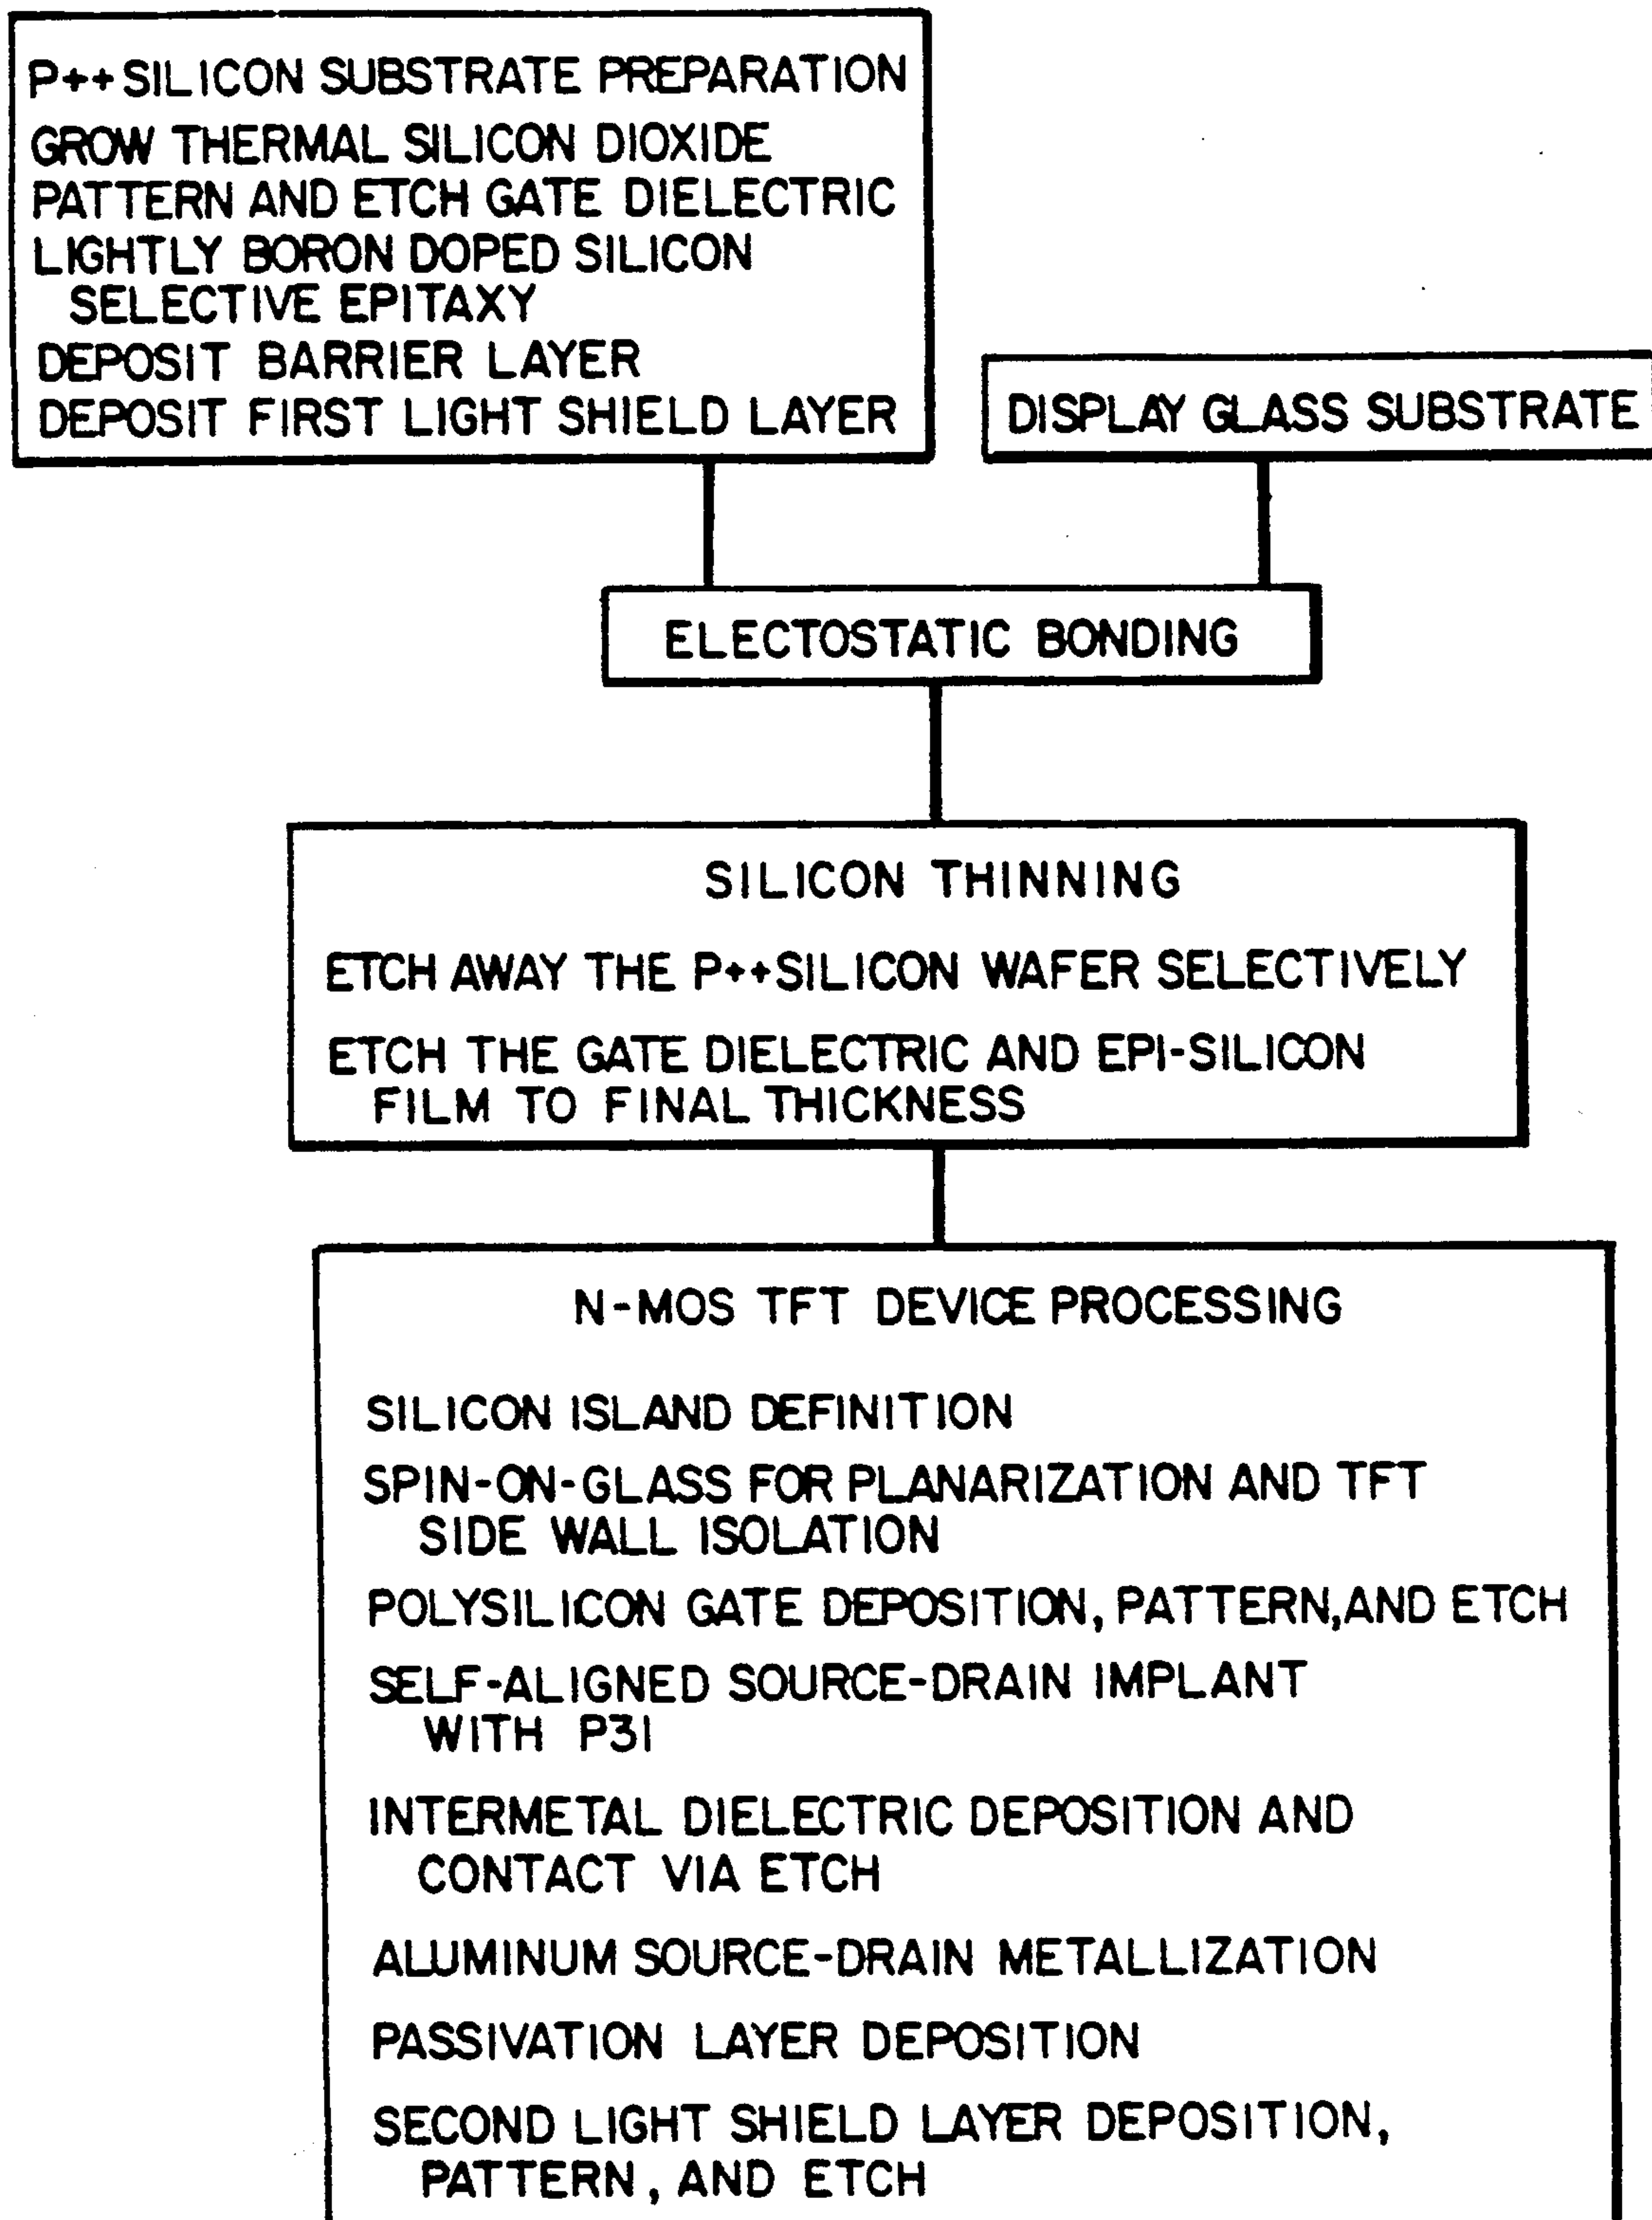 P++SILICON SUBSTRATE PREPARATION
GROW THERMAL SILICON DIOXIDE
PATTERN AND ETCH GATE DIELECTRIC
LIGHTLY BORON DOPED SILICON
SELECTIVE EPITAXY
DEPOSIT BARRIER LAYER
DEPOSIT FIRST LIGHT SHIELD LAYER
DISPLAY GLASS SUBSTRATE
ELECTOSTATIC BONDING
SILICON THINNING
ETCH AWAY THE P++SILICON WAFER SELECTIVELY
ETCH THE GATE DIELECTRIC AND EPI-SILICON
FILM TO FINAL THICKNESS
N-MOS TFT DEVICE PROCESSING
SILICON ISLAND DEFINITION
SPIN-ON-GLASS FOR PLANARIZATION AND TFT
SIDE WALL ISOLATION
POLYSILICON GATE DEPOSITION, PATTERN,AND ETCH
SELF-ALIGNED SOURCE-DRAIN IMPLANT
WITH P31
INTERMETAL DIELECTRIC DEPOSITION AND
CONTACT VIA ETCH
ALUMINUM SOURCE-DRAIN METALLIZATION
PASSIVATION LAYER DEPOSITION
SECOND LIGHT SHIELD LAYER DEPOSITION,
PATTERN, AND ETCH